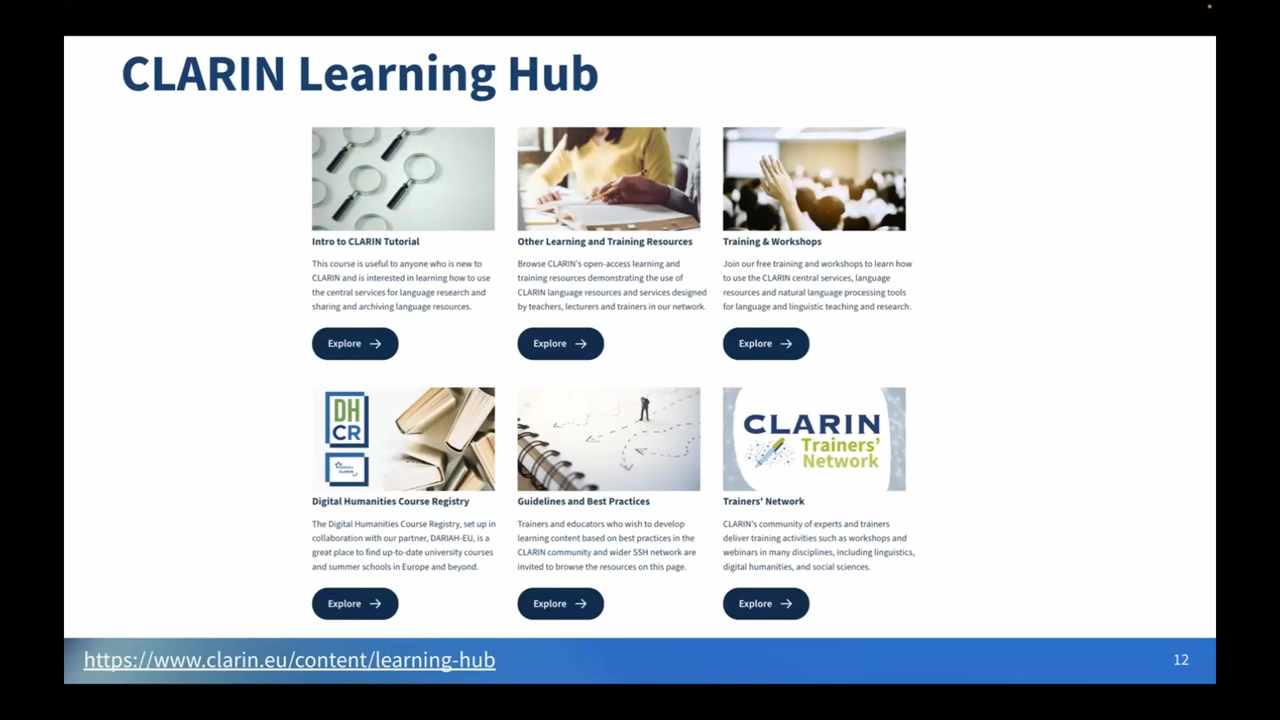 CLARIN Learning Hub
Intro to CLARIN Tutorial
This course is useful to anyone who is new to
CLARIN and is interested in learning how to use
the central services for language research and
sharing and archiving language resources.
Explore
Other Learning and Training Resources
Browse CLARIN's open-access learning and
training resources demonstrating the use of
CLARIN language resources and services designed
by teachers, lecturers and trainers in our network.
Explore
Training & Workshops
Join our free training and workshops to learn how
to use the CLARIN central services, language
resources and natural language processing tools
for language and linguistic teaching and research.
Explore
DH
CR
CLARIN
Digital Humanities Course Registry
The Digital Humanities Course Registry, set up in
collaboration with our partner, DARIAH-EU, is a
great place to find up-to-date university courses
and summer schools in Europe and beyond.
Explore
Guidelines and Best Practices
Trainers and educators who wish to develop
learning content based on best practices in the
CLARIN community and wider SSH network are
invited to browse the resources on this page.
Explore
CLARIN
Trainers'
Network
Trainers' Network
CLARIN's community of experts and trainers
deliver training activities such as workshops and
webinars in many disciplines, including linguistics,
digital humanities, and social sciences.
Explore
https://www.clarin.eu/content/learning-hub
12